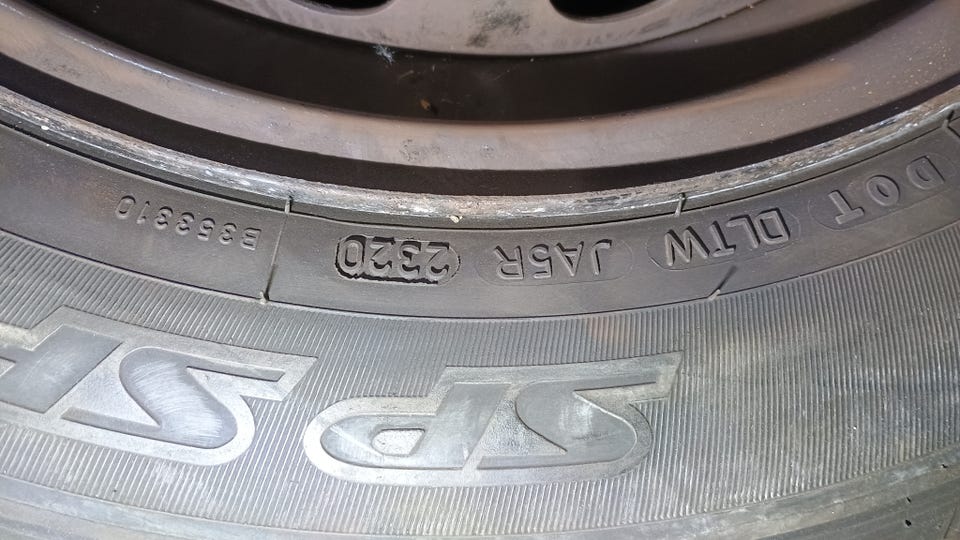 SP S
DOT DLTW JA5R 2320 B353310